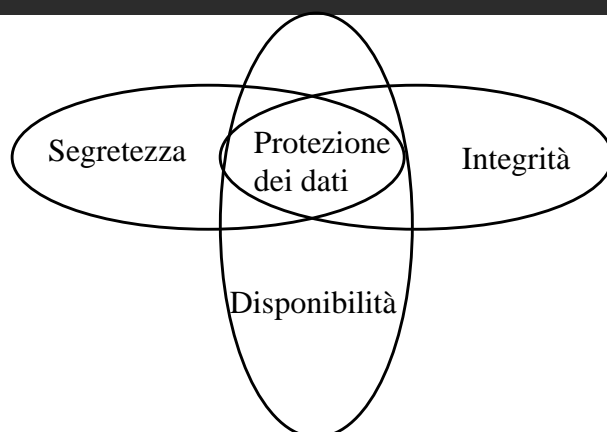 Segretezza
Protezione
dei dati
Integrità
Disponibilità